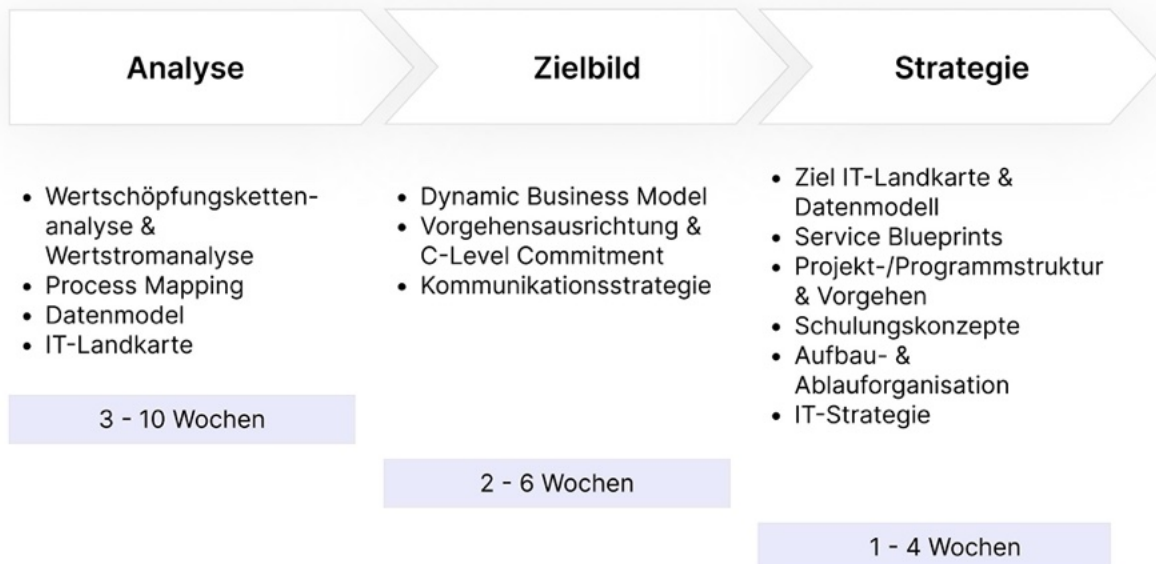 Analyse
Zielbild
Strategie
• Wertschöpfungsketten-
analyse &
Wertstromanalyse
• Process Mapping
• Datenmodel
• IT-Landkarte
3 - 10 Wochen
• Dynamic Business Model
• Vorgehensausrichtung &
C-Level Commitment
• Kommunikationsstrategie
2 - 6 Wochen
• Ziel IT-Landkarte &
Datenmodell
• Service Blueprints
• Projekt-/Programmstruktur
& Vorgehen
• Schulungskonzepte
• Aufbau- &
Ablauforganisation
• IT-Strategie
1 - 4 Wochen